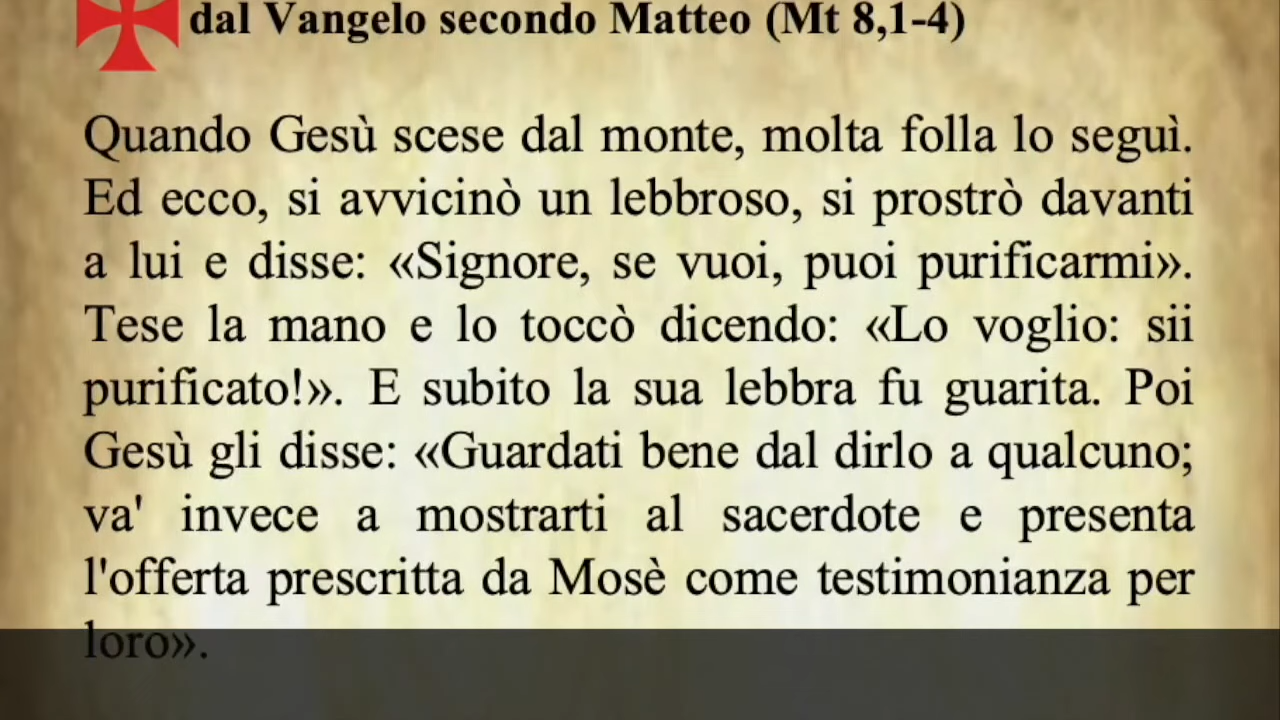 dal Vangelo secondo Matteo (Mt 8,1-4)
Quando Gesù scese dal monte, molta folla lo seguì.
Ed ecco, si avvicinò un lebbroso, si prostrò davanti
a lui e disse: «Signore, se vuoi, puoi purificarmi».
Tese la mano e lo toccò dicendo: «Lo voglio: sii
purificato!». E subito la sua lebbra fu guarita. Poi
Gesù gli disse: «Guardati bene dal dirlo a qualcuno;
va' invece a mostrarti al sacerdote e presenta
l'offerta prescritta da Mosè come testimonianza per
loro».